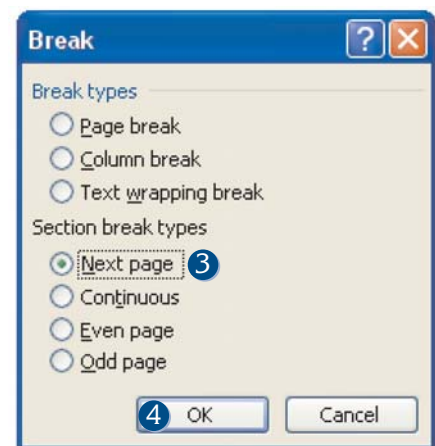 Break
Break types
Page break
Column break
Text wrapping break
Section break types
Next page 3
Continuous
Even page
Odd page
4 OK Cancel